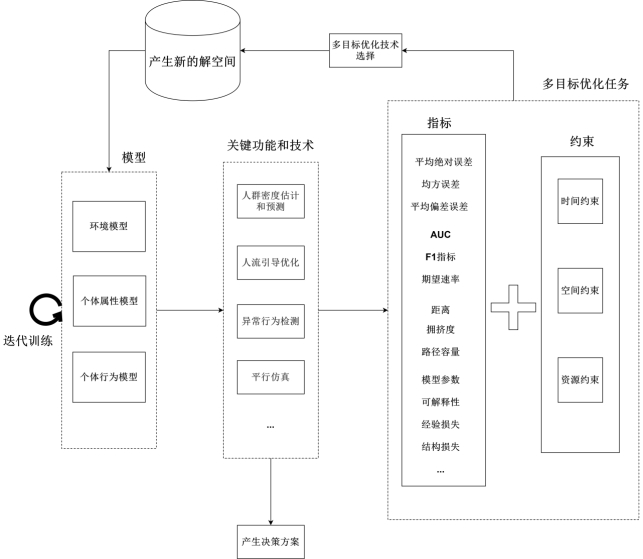 产生新的解空间
多目标优化技术
选择
多目标优化任务
模型
环境模型
个体属性模型
个体行为模型
迭代训练
关键功能和技术
人群密度估计
和预测
人流引导优化
异常行为检测
平行仿真
...
产生决策方案
指标
平均绝对误差
均方误差
平均偏差误差
AUC
F1指标
期望速率
距离
拥挤度
路径容量
模型参数
可解释性
经验损失
结构损失
...
约束
时间约束
空间约束
资源约束